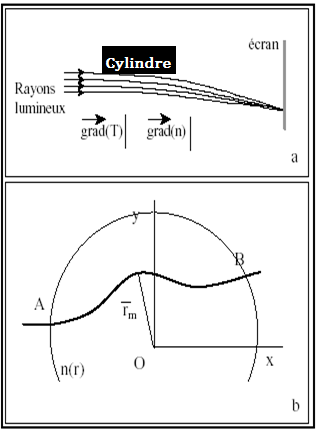 écran
Cylindre
Rayons
lumineux
grad(T) grad(n)
a
y
B
A
r̄m
O
x
n(r)
b